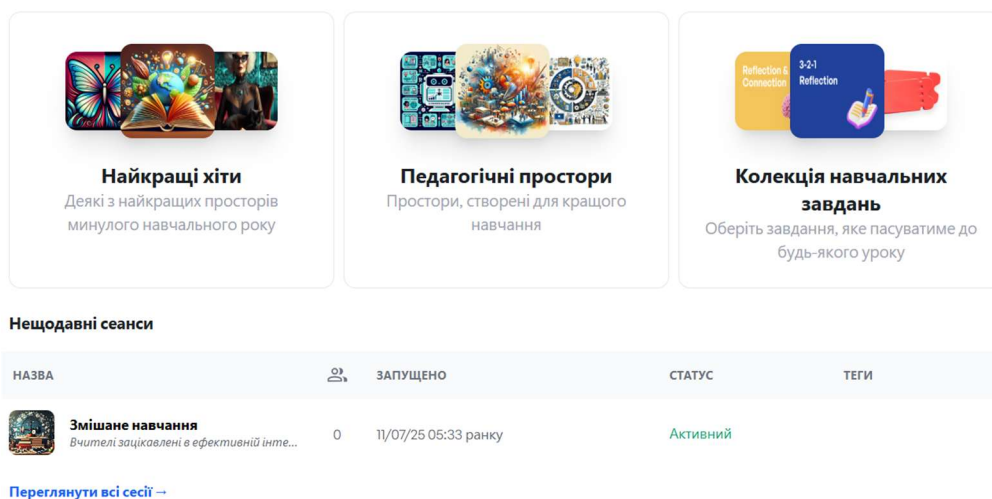 Reflection &
Connection
3-2-1
Reflection
Найкращі хіти
Деякі з найкращих просторів
минулого навчального року
Педагогічні простори
Простори, створені для кращого
навчання
Колекція навчальних
завдань
Оберіть завдання, яке пасуватиме до
будь-якого уроку
Нещодавні сеанси
НАЗВА ЗАПУЩЕНО СТАТУС ТЕГИ
Змішане навчання
Вчителі зацікавлені в ефективній інте...
0 11/07/25 05:33 ранку Активний
Переглянути всі сесії →